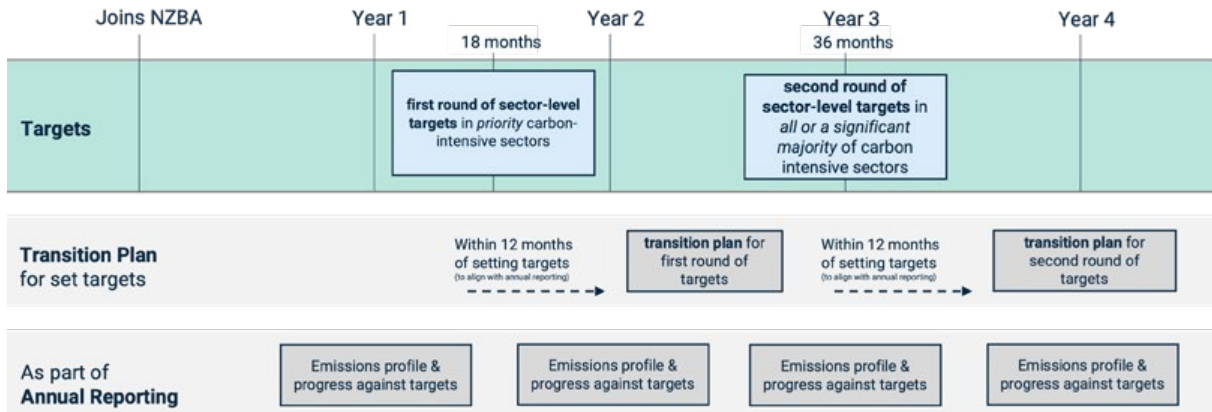 Joins NZBA
Year 1
18 months
Year 2
Year 3
36 months
Year 4
Targets
first round of sector-level
targets in priority carbon-
intensive sectors
second round of
sector-level targets in
all or a significant
majority of carbon
intensive sectors
Transition Plan
for set targets
Within 12 months
of setting targets
(to align with annual reporting)
transition plan for
first round of
targets
Within 12 months
of setting targets
(to align with annual reporting)
transition plan for
second round of
targets
As part of
Annual Reporting
Emissions profile &
progress against targets
Emissions profile &
progress against targets
Emissions profile &
progress against targets
Emissions profile &
progress against targets